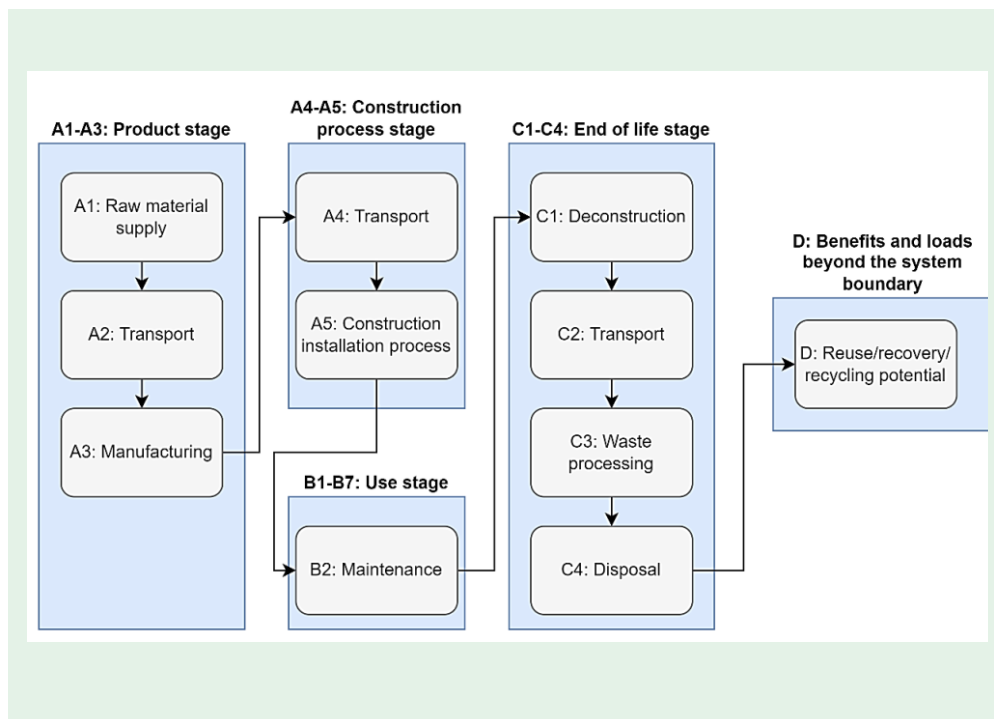 A1-A3: Product stage
A1: Raw material
supply
A2: Transport
A3: Manufacturing
A4-A5: Construction
process stage
A4: Transport
A5: Construction
installation process
B1-B7: Use stage
B2: Maintenance
C1-C4: End of life stage
C1: Deconstruction
C2: Transport
C3: Waste
processing
C4: Disposal
D: Benefits and loads
beyond the system
boundary
D: Reuse/recovery/
recycling potential